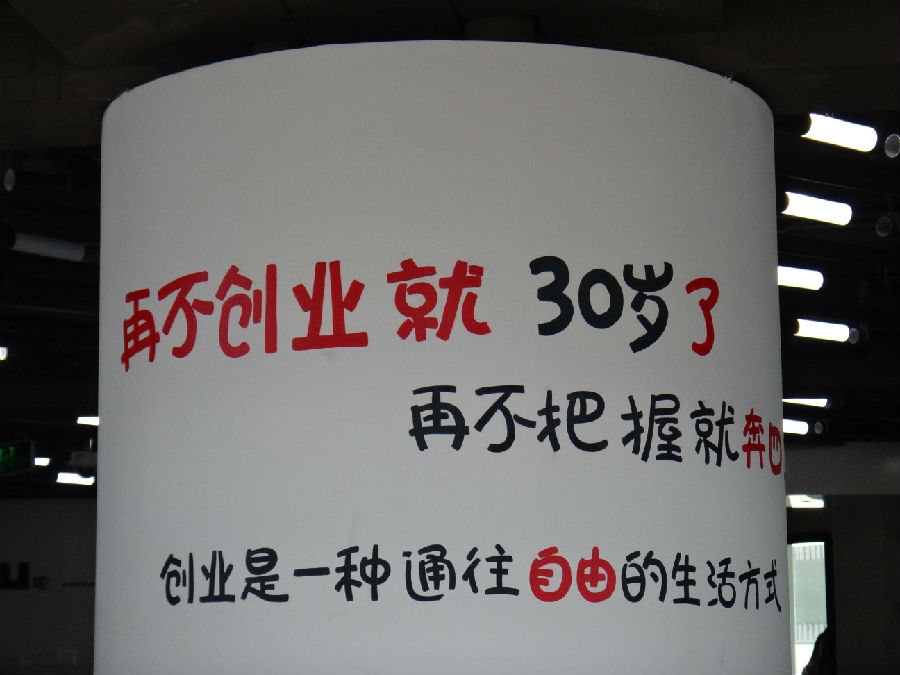 再不创业就 30岁了
再不把握就奔四
创业是一种通往自由的生活方式